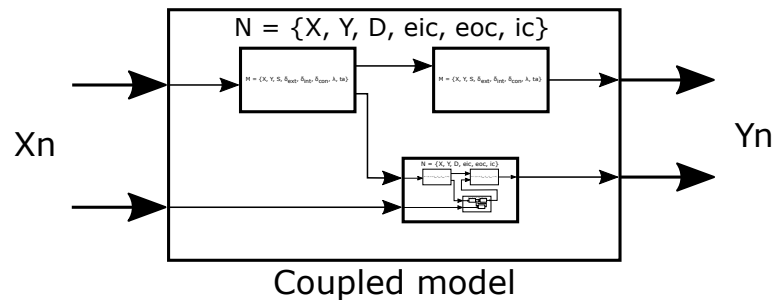 N = {X, Y, D, eic, eoc, ic}
M = {X, Y, S, δext, δint, δcon, λ, ta}
M = {X, Y, S, δext, δint, δcon, λ, ta}
Xn
Yn
N = {X, Y, D, eic, eoc, ic}
Coupled model